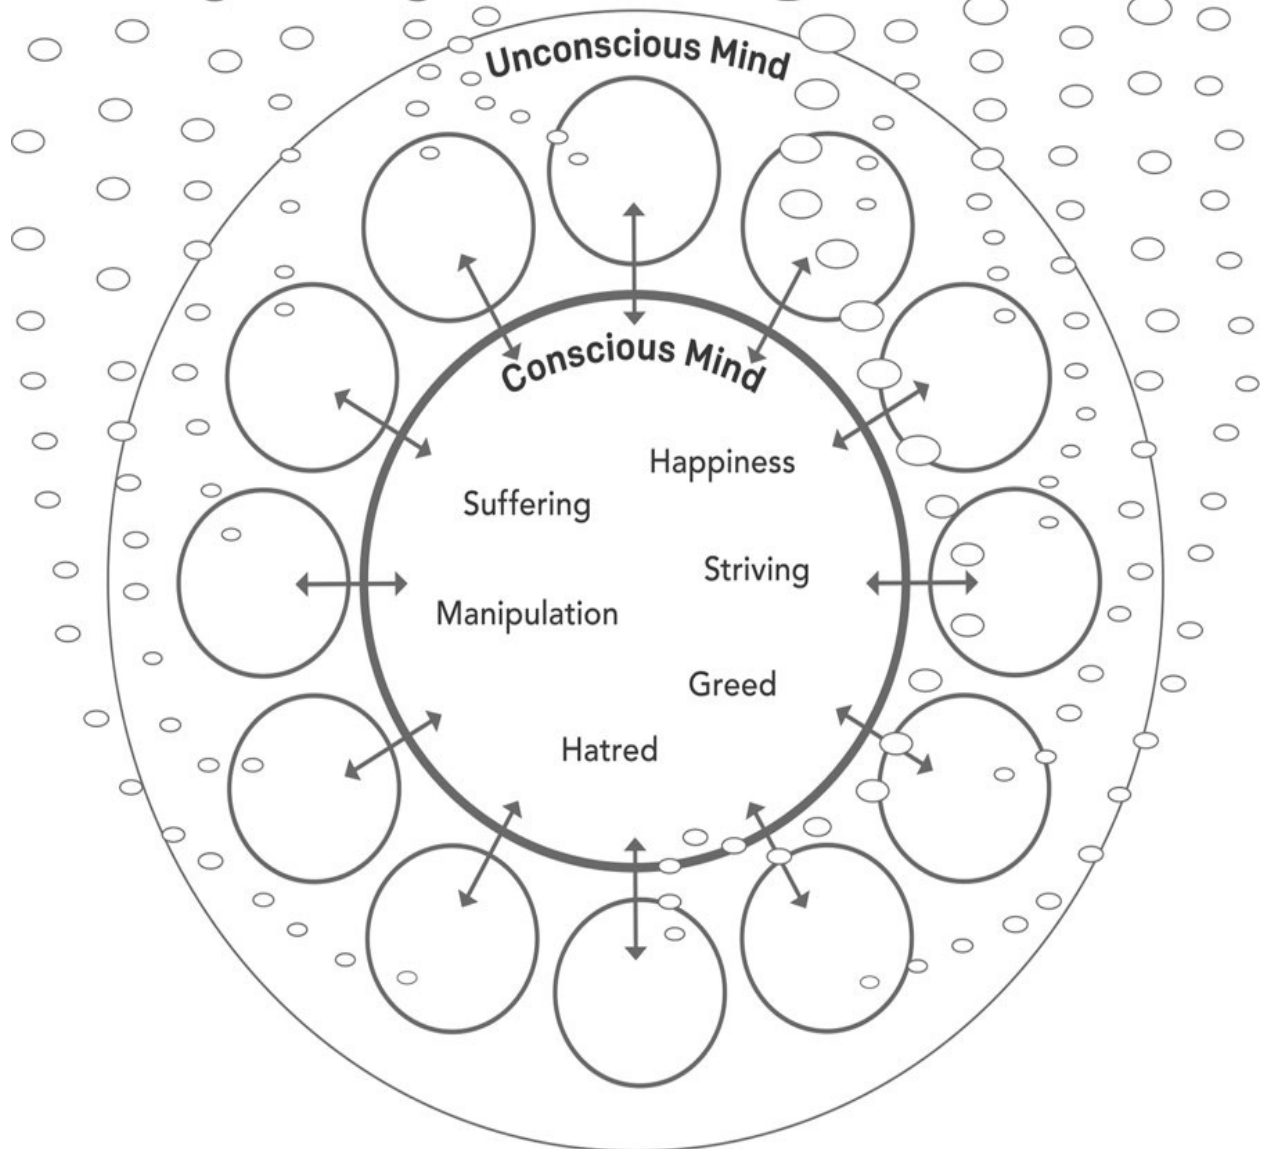 Unconscious Mind
Conscious Mind
Happiness
Suffering
Striving
Manipulation
Greed
Hatred